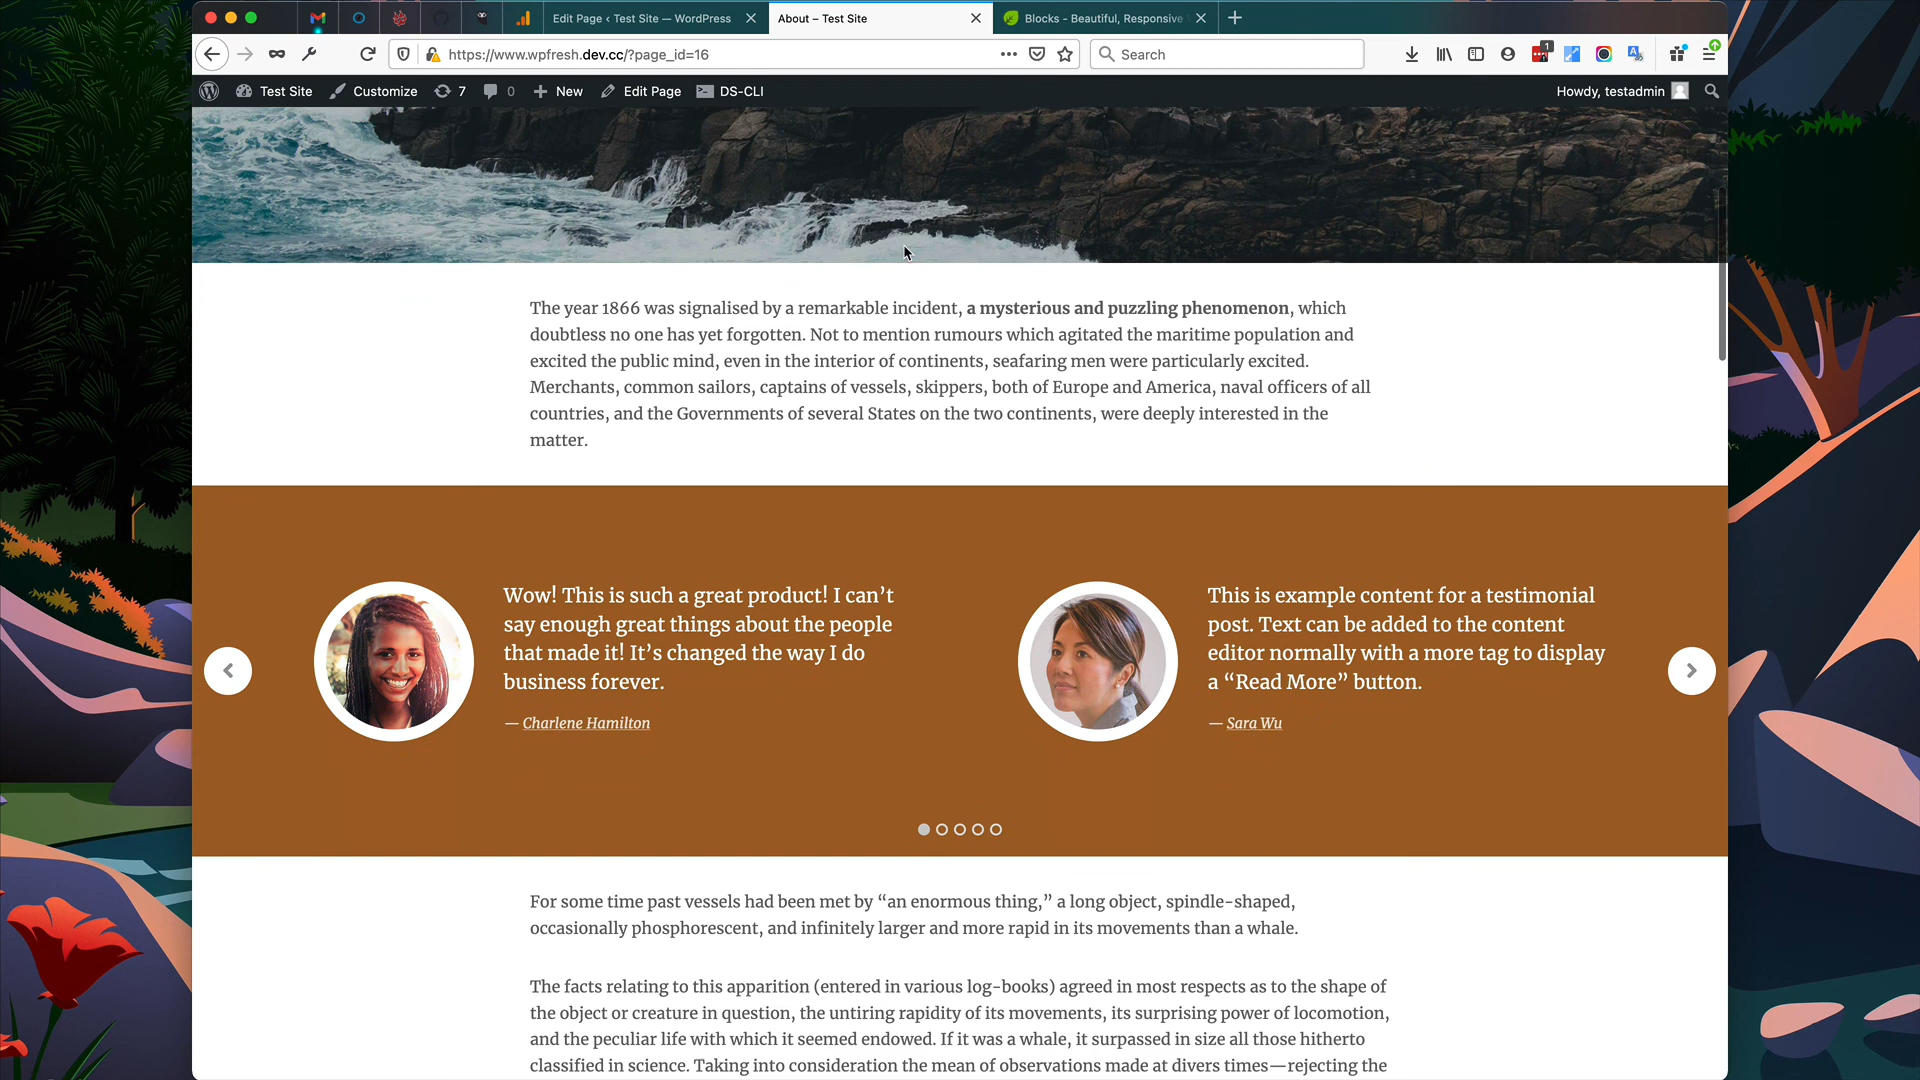 Edit Page ‹ Test Site — WordPress
About – Test Site
Blocks - Beautiful, Responsive
https://www.wpfresh.dev.cc/?page_id=16
Search
1
Test Site
Customize
7
0
New
Edit Page
DS-CLI
Howdy, testadmin
The year 1866 was signalised by a remarkable incident, a mysterious and puzzling phenomenon, which
doubtless no one has yet forgotten. Not to mention rumours which agitated the maritime population and
excited the public mind, even in the interior of continents, seafaring men were particularly excited.
Merchants, common sailors, captains of vessels, skippers, both of Europe and America, naval officers of all
countries, and the Governments of several States on the two continents, were deeply interested in the
matter.
Wow! This is such a great product! I can’t
say enough great things about the people
that made it! It’s changed the way I do
business forever.
— Charlene Hamilton
This is example content for a testimonial
post. Text can be added to the content
editor normally with a more tag to display
a “Read More” button.
— Sara Wu
For some time past vessels had been met by “an enormous thing,” a long object, spindle-shaped,
occasionally phosphorescent, and infinitely larger and more rapid in its movements than a whale.
The facts relating to this apparition (entered in various log-books) agreed in most respects as to the shape of
the object or creature in question, the untiring rapidity of its movements, its surprising power of locomotion,
and the peculiar life with which it seemed endowed. If it was a whale, it surpassed in size all those hitherto
classified in science. Taking into consideration the mean of observations made at divers times—rejecting the